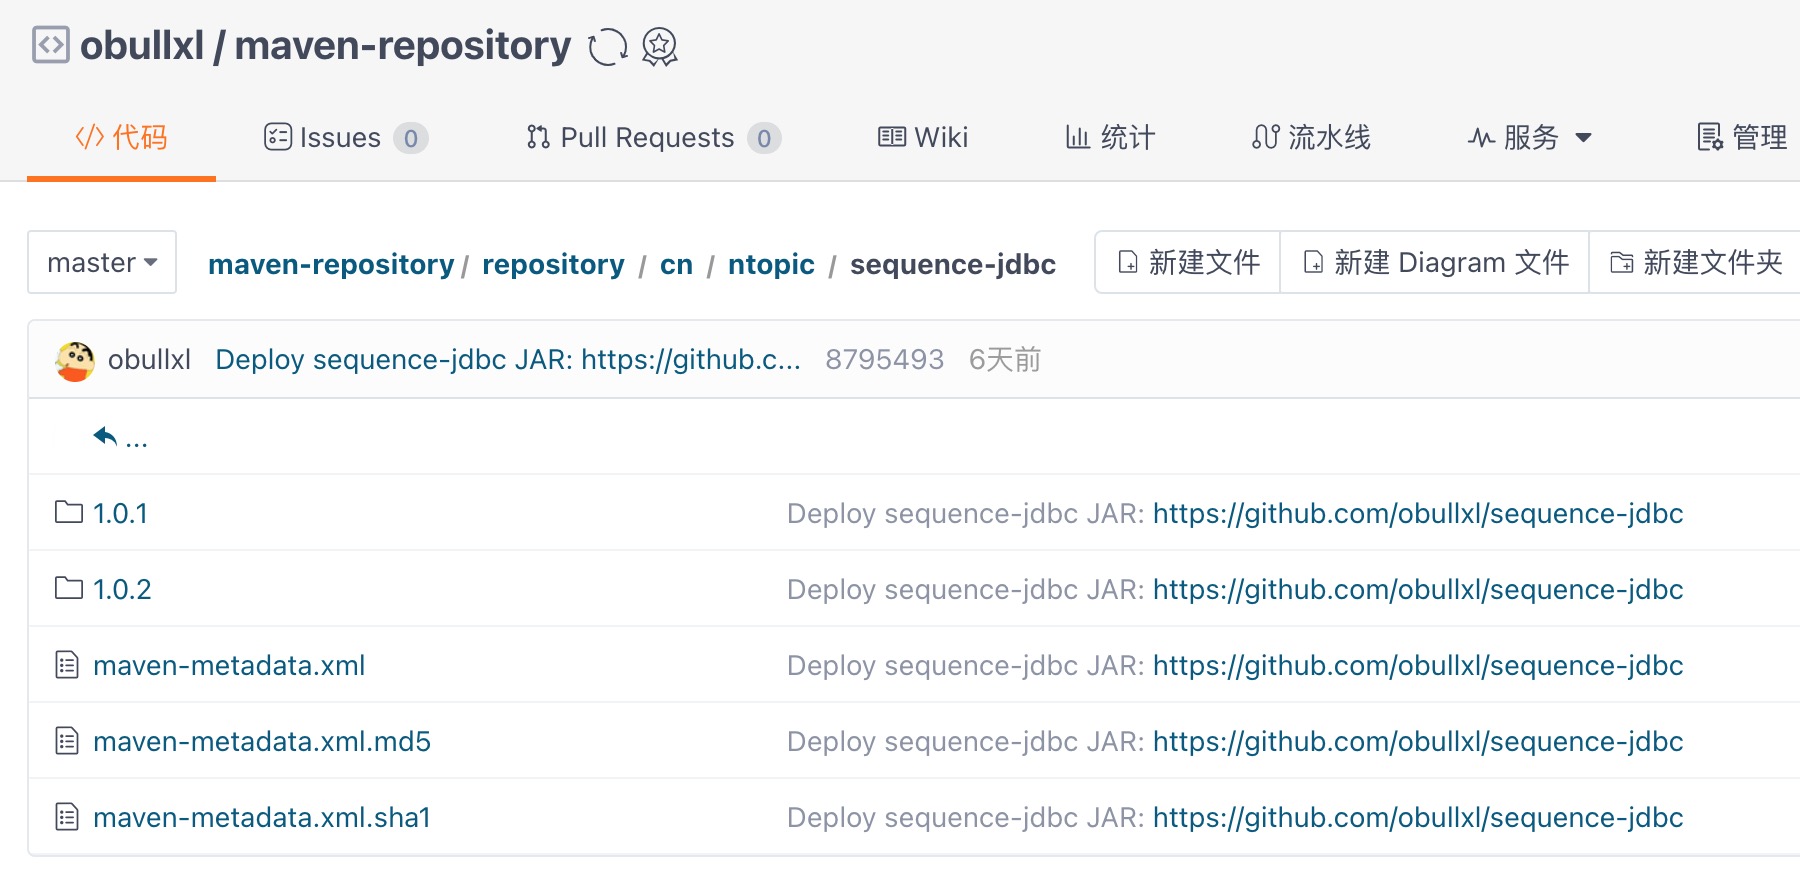 obullxl / maven-repository
代码 Issues 0 Pull Requests 0 Wiki 统计 流水线 服务 管理
master maven-repository / repository / cn / ntopic / sequence-jdbc 新建文件 新建 Diagram 文件 新建文件夹
obullxl Deploy sequence-jdbc JAR: https://github.c... 8795493 6天前
...
1.0.1 Deploy sequence-jdbc JAR: https://github.com/obullxl/sequence-jdbc
1.0.2 Deploy sequence-jdbc JAR: https://github.com/obullxl/sequence-jdbc
maven-metadata.xml Deploy sequence-jdbc JAR: https://github.com/obullxl/sequence-jdbc
maven-metadata.xml.md5 Deploy sequence-jdbc JAR: https://github.com/obullxl/sequence-jdbc
maven-metadata.xml.sha1 Deploy sequence-jdbc JAR: https://github.com/obullxl/sequence-jdbc